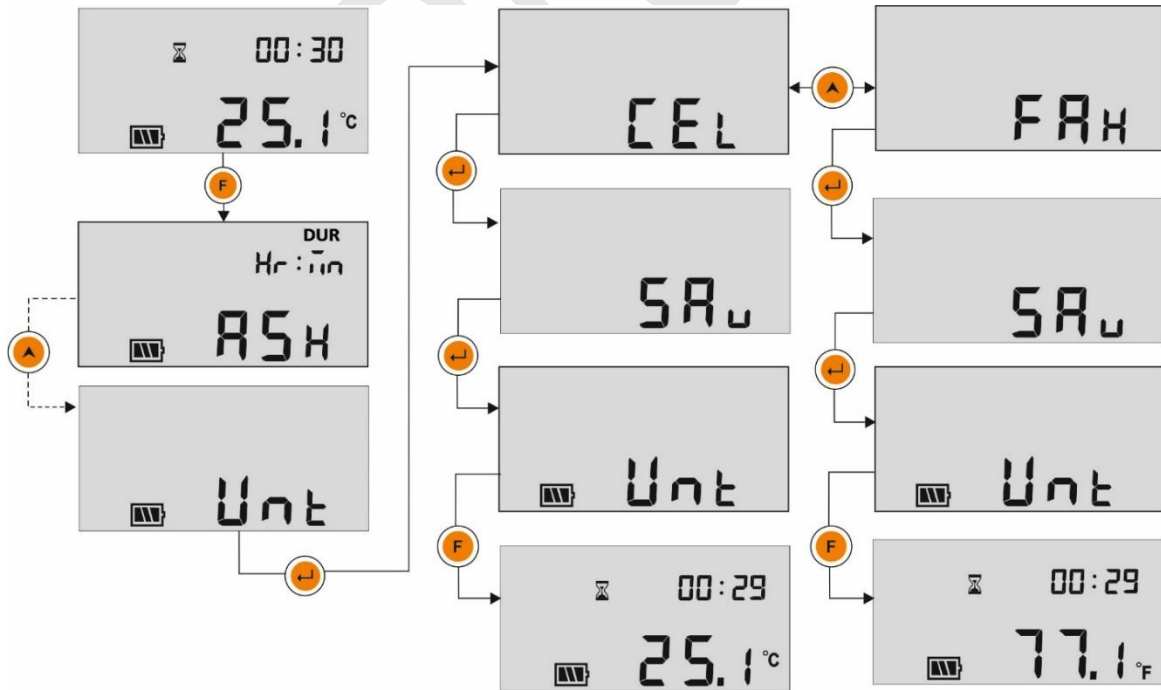 00:30
25.1 °C
F
DUR
Hr:Mn
ASH
Unt
CEL
SAv
Unt
F
00:29
25.1 °C
FAH
SAv
Unt
F
00:29
77.1 °F